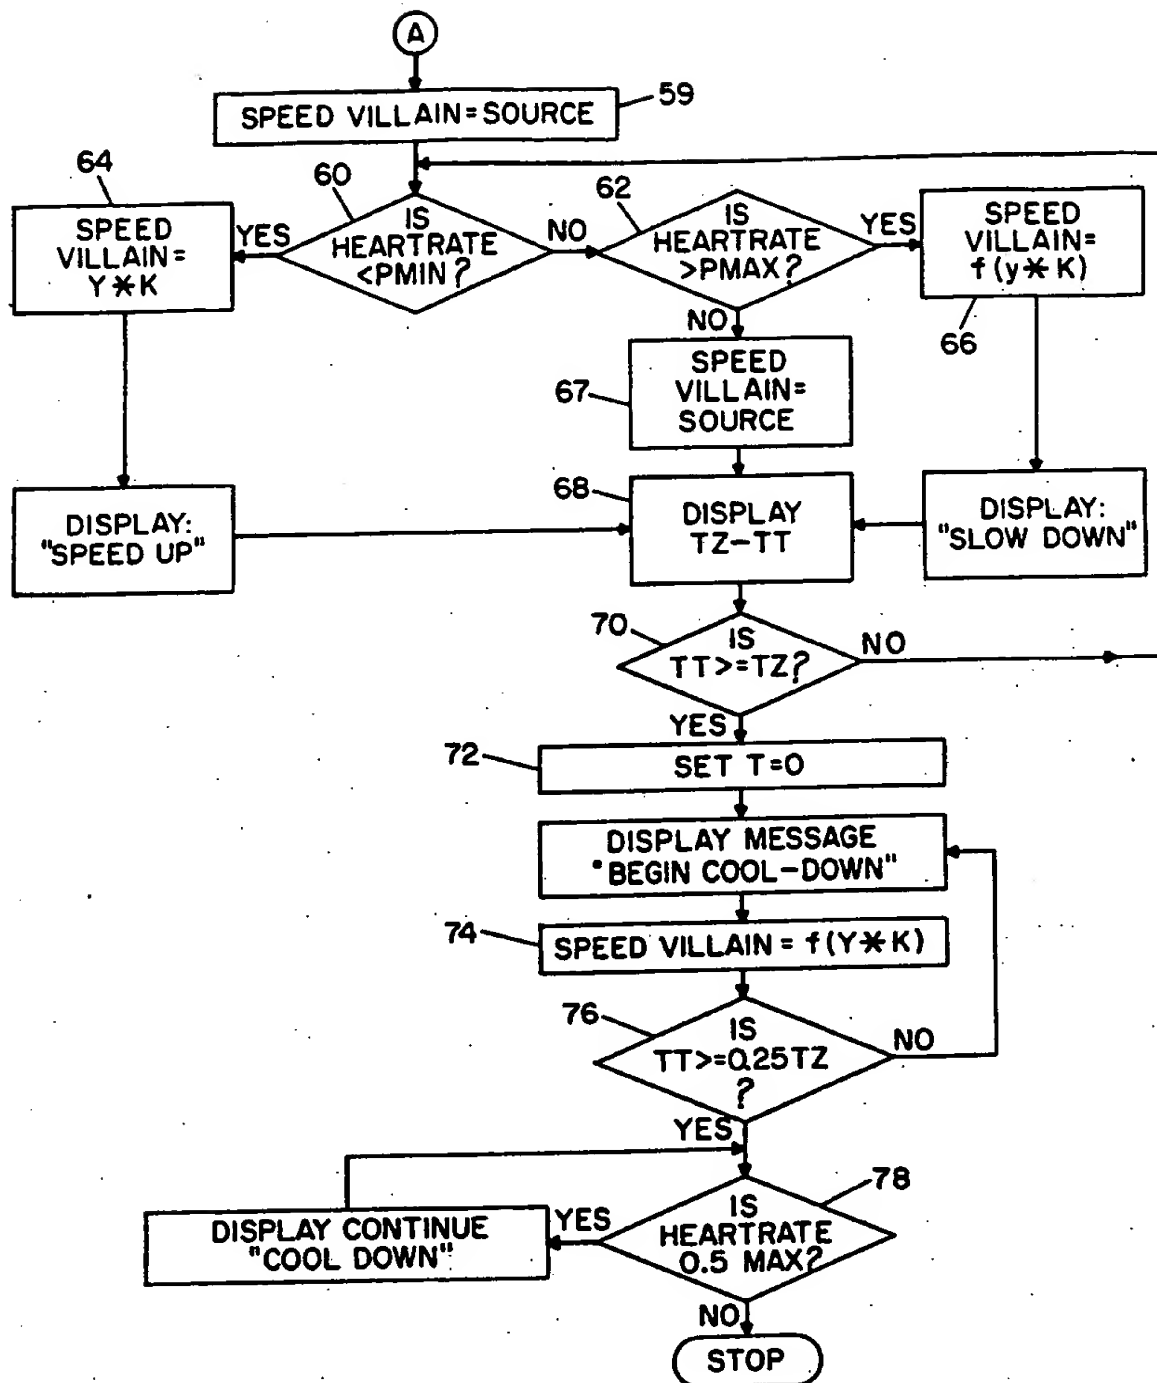 A
SPEED VILLAIN=SOURCE
59
64
60
62
SPEED
VILLAIN=
Y*K
YES
IS
HEARTRATE
<PMIN?
NO
IS
HEARTRATE
>PMAX?
YES
SPEED
VILLAIN=
f(y*K)
66
NO
67
SPEED
VILLAIN=
SOURCE
68
DISPLAY:
"SPEED UP"
DISPLAY
TZ-TT
DISPLAY:
"SLOW DOWN"
70
IS
TT>=TZ?
NO
YES
72
SET T=0
DISPLAY MESSAGE
"BEGIN COOL-DOWN"
74
SPEED VILLAIN = f(Y*K)
76
IS
TT>=0.25TZ
?
NO
YES
78
DISPLAY CONTINUE
"COOL DOWN"
YES
IS
HEARTRATE
0.5 MAX?
NO
STOP